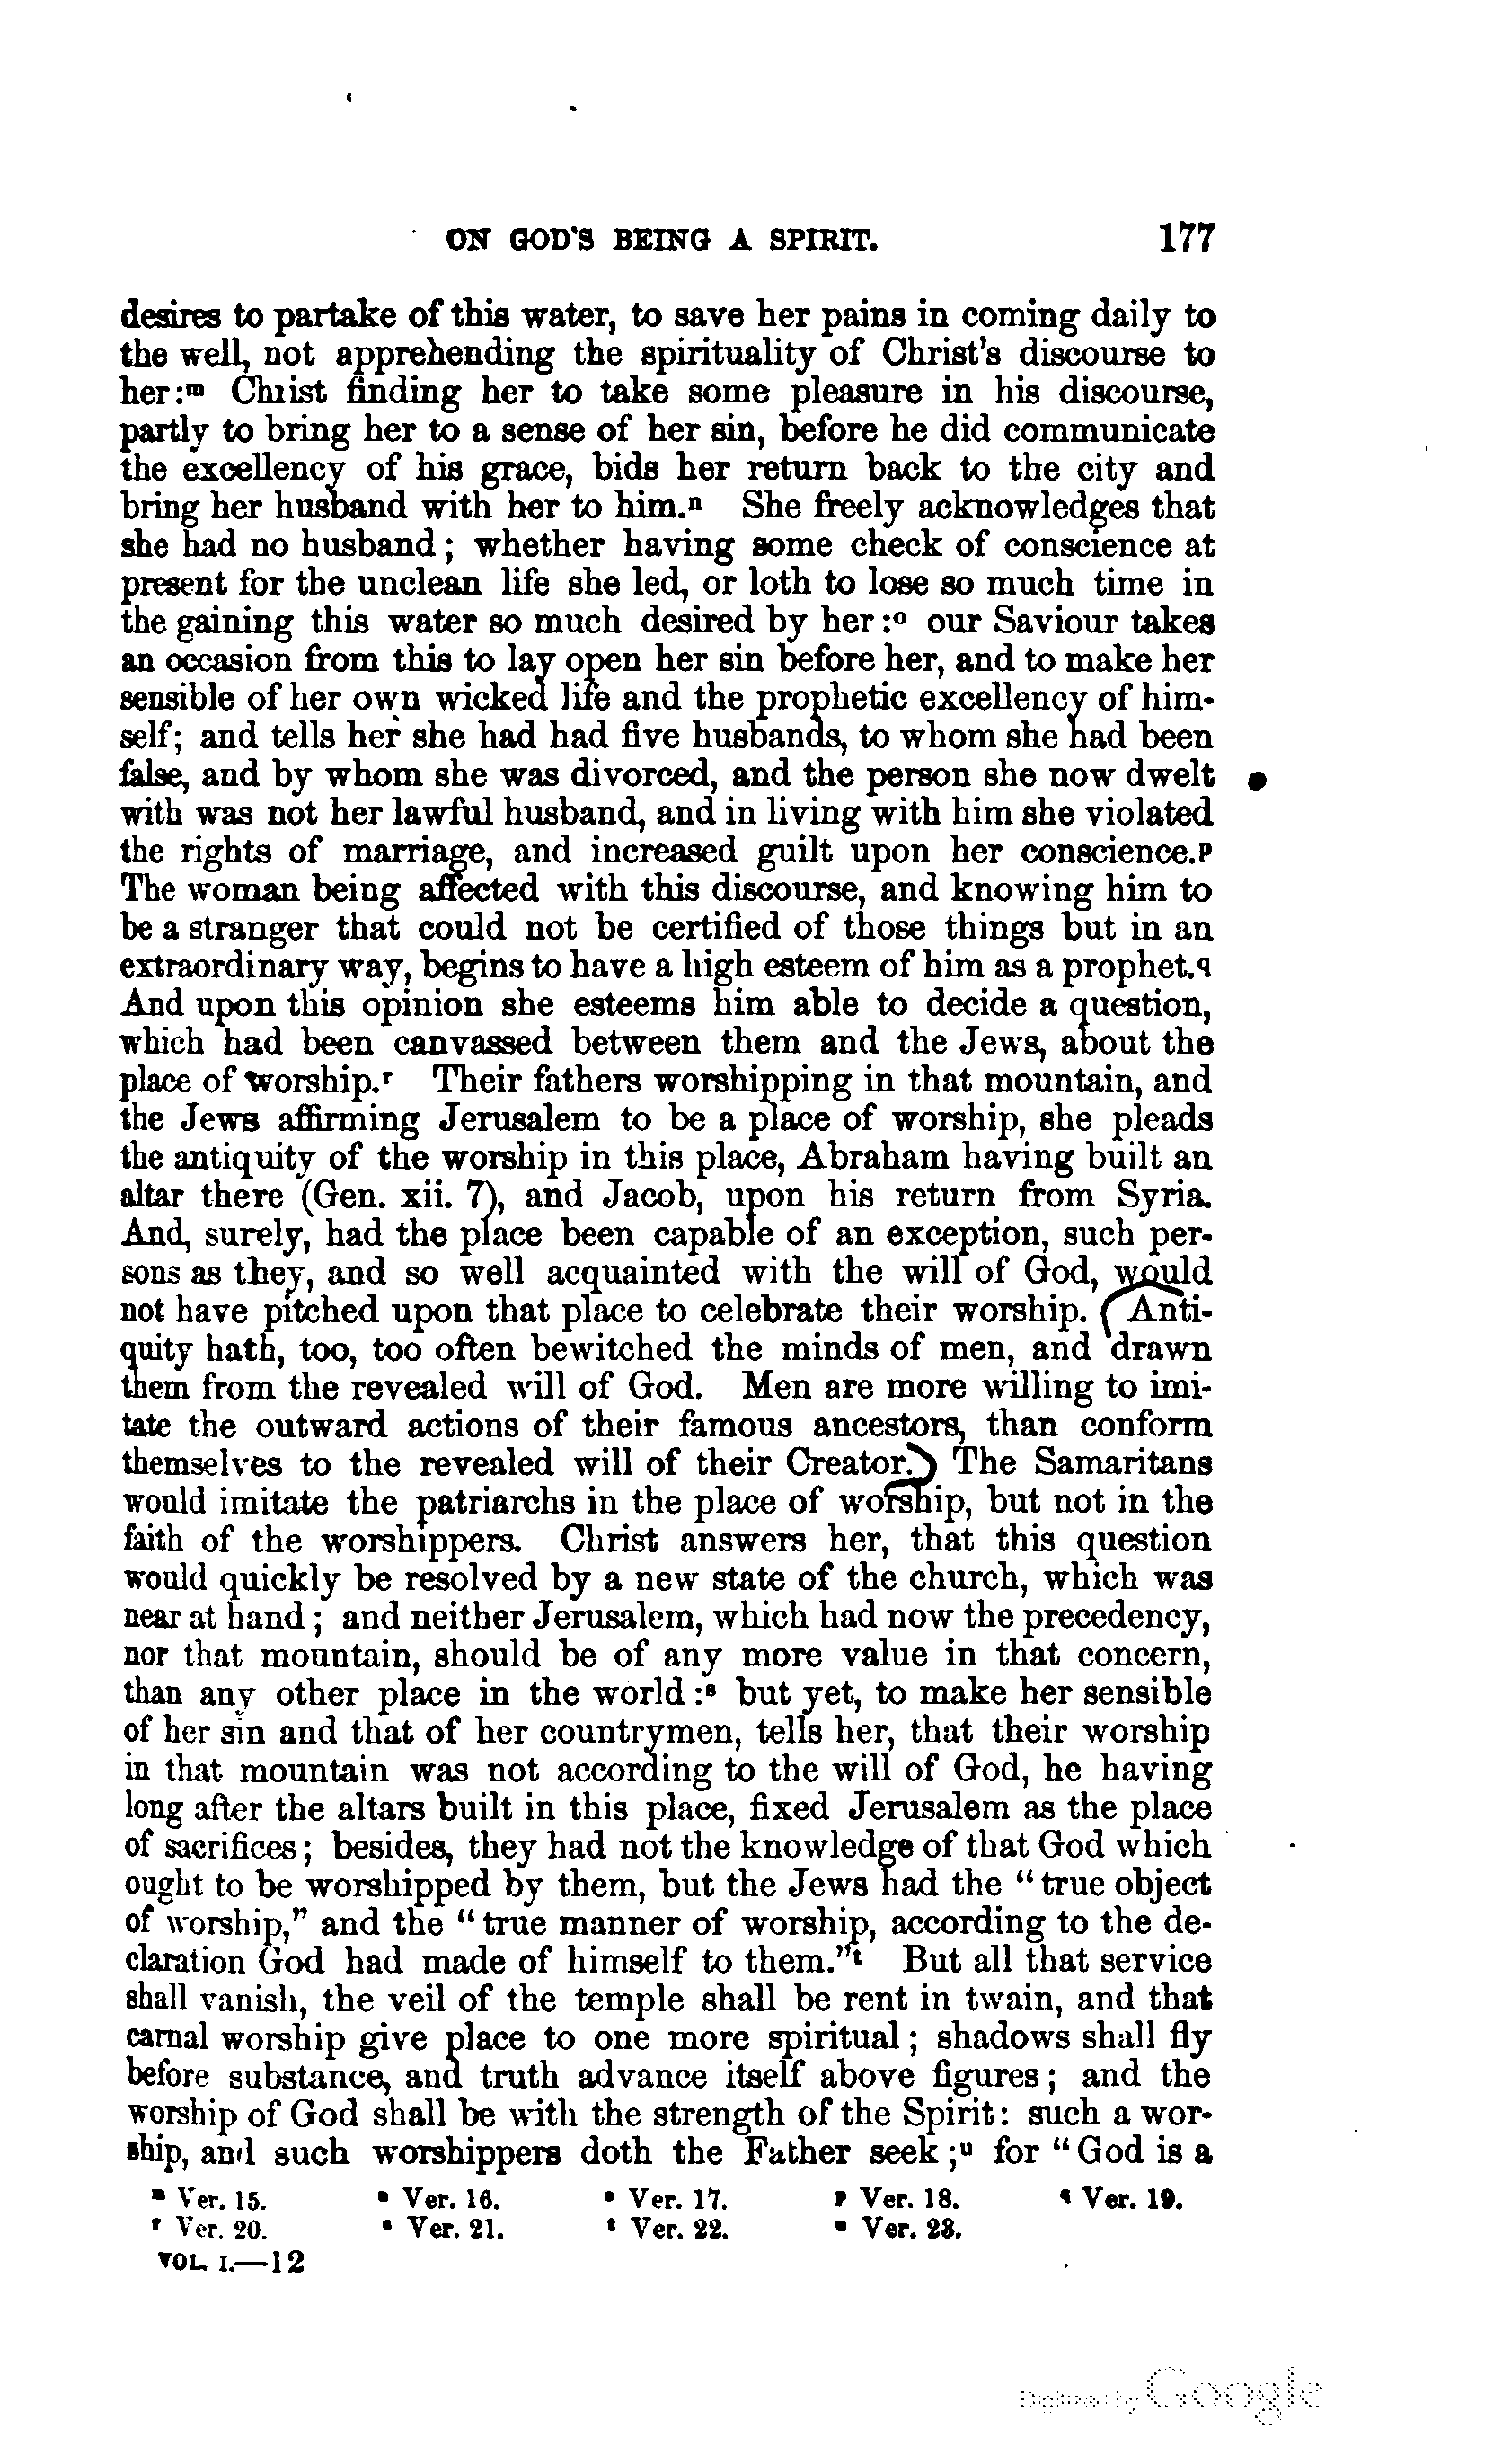 ON GOD'S BEING A SPIRIT. 177
desires to partake of this water, to save her pains in coming daily to
the well, not apprehending the spirituality of Christ's discourse to
her:ᵐ Christ finding her to take some pleasure in his discourse,
partly to bring her to a sense of her sin, before he did communicate
the excellency of his grace, bids her return back to the city and
bring her husband with her to him.ⁿ She freely acknowledges that
she had no husband; whether having some check of conscience at
present for the unclean life she led, or loth to lose so much time in
the gaining this water so much desired by her:ᵒ our Saviour takes
an occasion from this to lay open her sin before her, and to make her
sensible of her own wicked life and the prophetic excellency of him-
self; and tells her she had had five husbands, to whom she had been
false, and by whom she was divorced, and the person she now dwelt
with was not her lawful husband, and in living with him she violated
the rights of marriage, and increased guilt upon her conscience.ᵖ
The woman being affected with this discourse, and knowing him to
be a stranger that could not be certified of those things but in an
extraordinary way, begins to have a high esteem of him as a prophet.q
And upon this opinion she esteems him able to decide a question,
which had been canvassed between them and the Jews, about the
place of worship.ʳ Their fathers worshipping in that mountain, and
the Jews affirming Jerusalem to be a place of worship, she pleads
the antiquity of the worship in this place, Abraham having built an
altar there (Gen. xii. 7), and Jacob, upon his return from Syria.
And, surely, had the place been capable of an exception, such per-
sons as they, and so well acquainted with the will of God, would
not have pitched upon that place to celebrate their worship. (Anti-
quity hath, too, too often bewitched the minds of men, and drawn
them from the revealed will of God. Men are more willing to imi-
tate the outward actions of their famous ancestors, than conform
themselves to the revealed will of their Creator.) The Samaritans
would imitate the patriarchs in the place of worship, but not in the
faith of the worshippers. Christ answers her, that this question
would quickly be resolved by a new state of the church, which was
near at hand; and neither Jerusalem, which had now the precedency,
nor that mountain, should be of any more value in that concern,
than any other place in the world:ˢ but yet, to make her sensible
of her sin and that of her countrymen, tells her, that their worship
in that mountain was not according to the will of God, he having
long after the altars built in this place, fixed Jerusalem as the place
of sacrifices; besides, they had not the knowledge of that God which
ought to be worshipped by them, but the Jews had the "true object
of worship," and the "true manner of worship, according to the de-
claration God had made of himself to them."ᵗ But all that service
shall vanish, the veil of the temple shall be rent in twain, and that
carnal worship give place to one more spiritual; shadows shall fly
before substance, and truth advance itself above figures; and the
worship of God shall be with the strength of the Spirit: such a wor-
ship, and such worshippers doth the Father seek;ᵘ for "God is a
ᵐ Ver. 15. ⁿ Ver. 16. ᵒ Ver. 17. ᵖ Ver. 18. q Ver. 19.
ʳ Ver. 20. ˢ Ver. 21. ᵗ Ver. 22. ᵘ Ver. 23.
VOL. I.—12
Digitized by Google